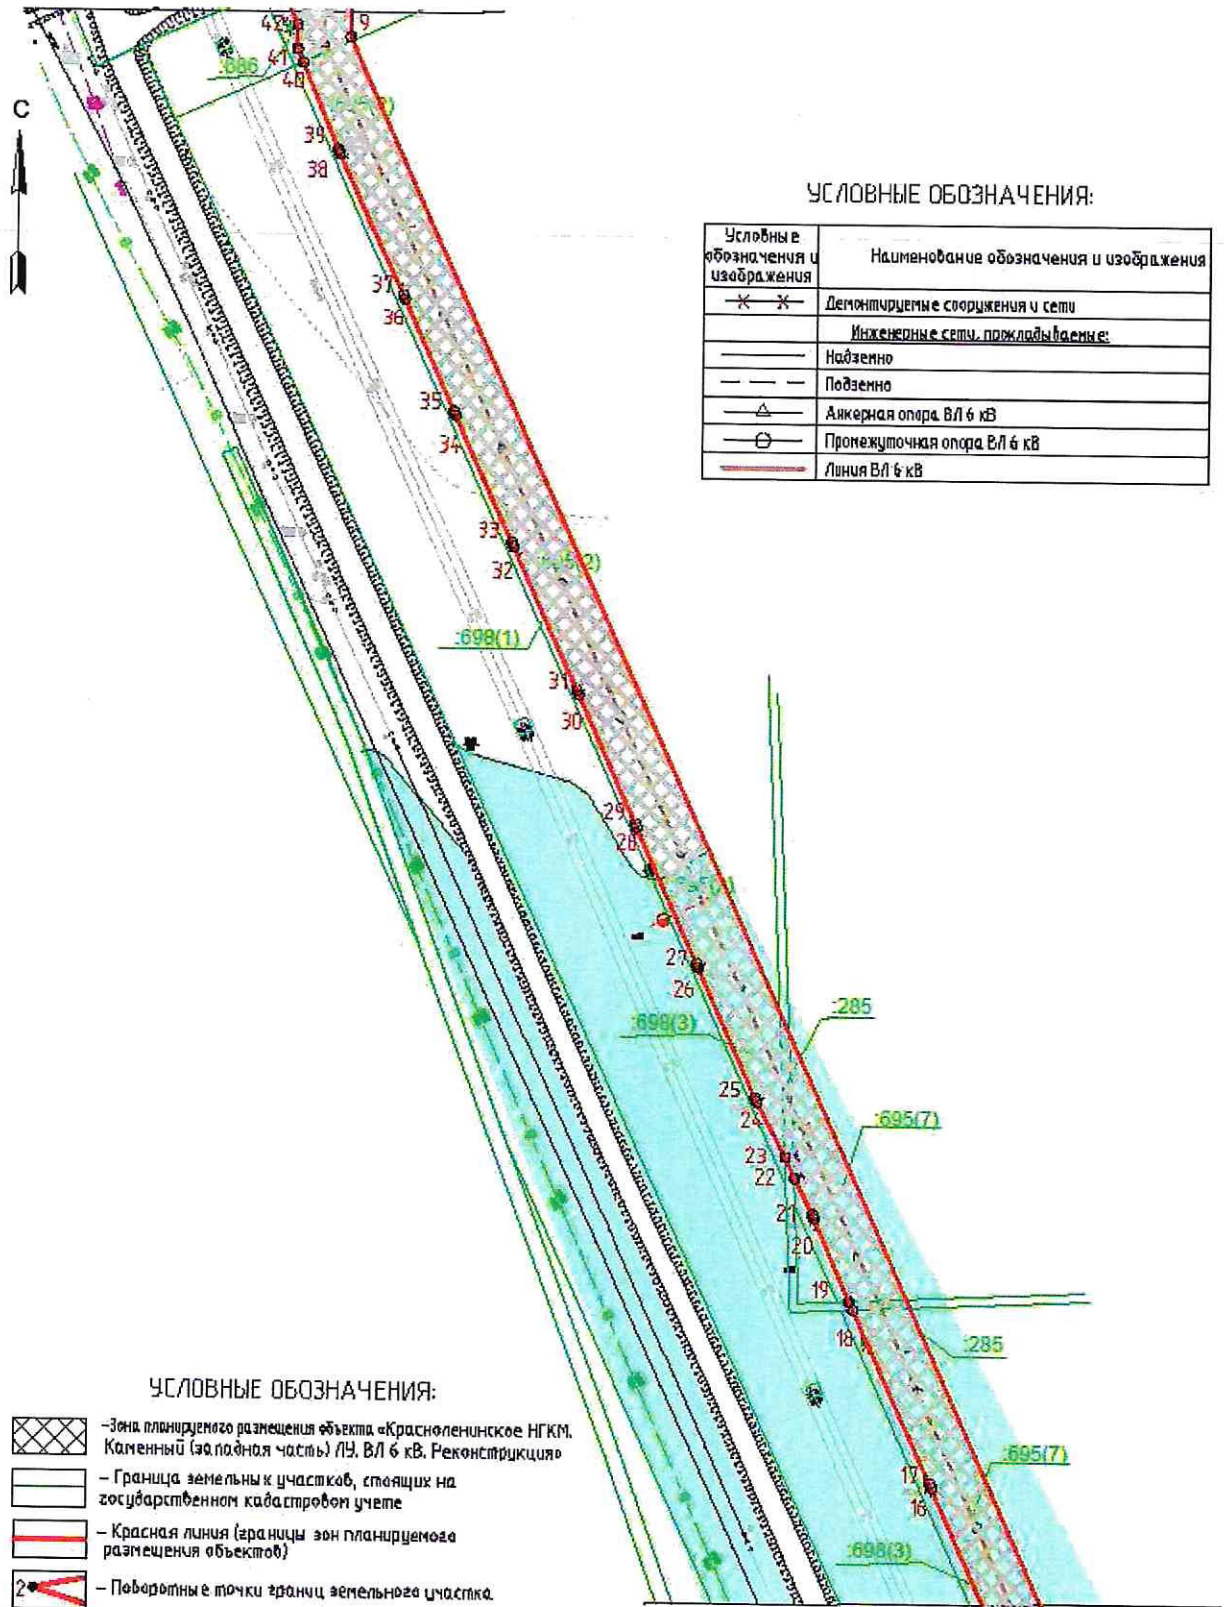 42
9
41
:686
40
С
39
38
37
36
35
34
33
32
:698(1)
31
30
29
28
27
26
:698(3)
:285
25
24
:695(7)
23
22
21
20
19
18
:285
17
16
:695(7)
:698(3)
УСЛОВНЫЕ ОБОЗНАЧЕНИЯ:
Условные обозначения и изображения
Наименование обозначения и изображения
Демонтируемые сооружения и сети
Инженерные сети, прокладываемые:
Надземно
Подземно
Анкерная опора ВЛ 6 кВ
Промежуточная опора ВЛ 6 кВ
Линия ВЛ 6 кВ
УСЛОВНЫЕ ОБОЗНАЧЕНИЯ:
-Зона планируемого размещения объекта «Красноленинское НГКМ.
Каменный (западная часть) ЛУ. ВЛ 6 кВ. Реконструкция»
- Граница земельных участков, стоящих на
государственном кадастровом учете
- Красная линия (границы зон планируемого
размещения объектов)
2
- Поворотные точки границ земельного участка